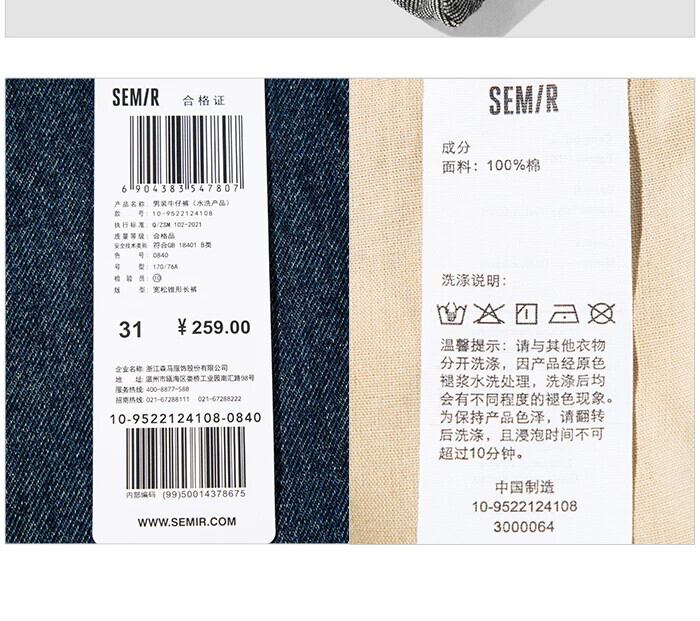 SEMIR 合格证
6 904383 547807
产品名称: 男装牛仔裤（水洗产品）
款 号: 10-9522124108
执行标准: Q/ZSM 102-2021
质量等级: 合格品
安全技术类别: 符合GB 18401 B类
色 号: 0840
号 型: 170/76A
检 验 员: ⑩
版 型: 宽松锥形长裤
31 ¥259.00
企业名称: 浙江森马服饰股份有限公司
地 址: 温州市瓯海区娄桥工业园南汇路98号
服务热线: 400-8877-588
招商热线: 021-67288111 021-67288222
10-9522124108-0840
内部编码 (99)50014378675
WWW.SEMIR.COM
SEMIR
成分
面料：100%棉
洗涤说明：
温馨提示：请与其他衣物
分开洗涤，因产品经原色
褪浆水洗处理，洗涤后均
会有不同程度的褪色现象。
为保持产品色泽，请翻转
后洗涤，且浸泡时间不可
超过10分钟。
中国制造
10-9522124108
3000064